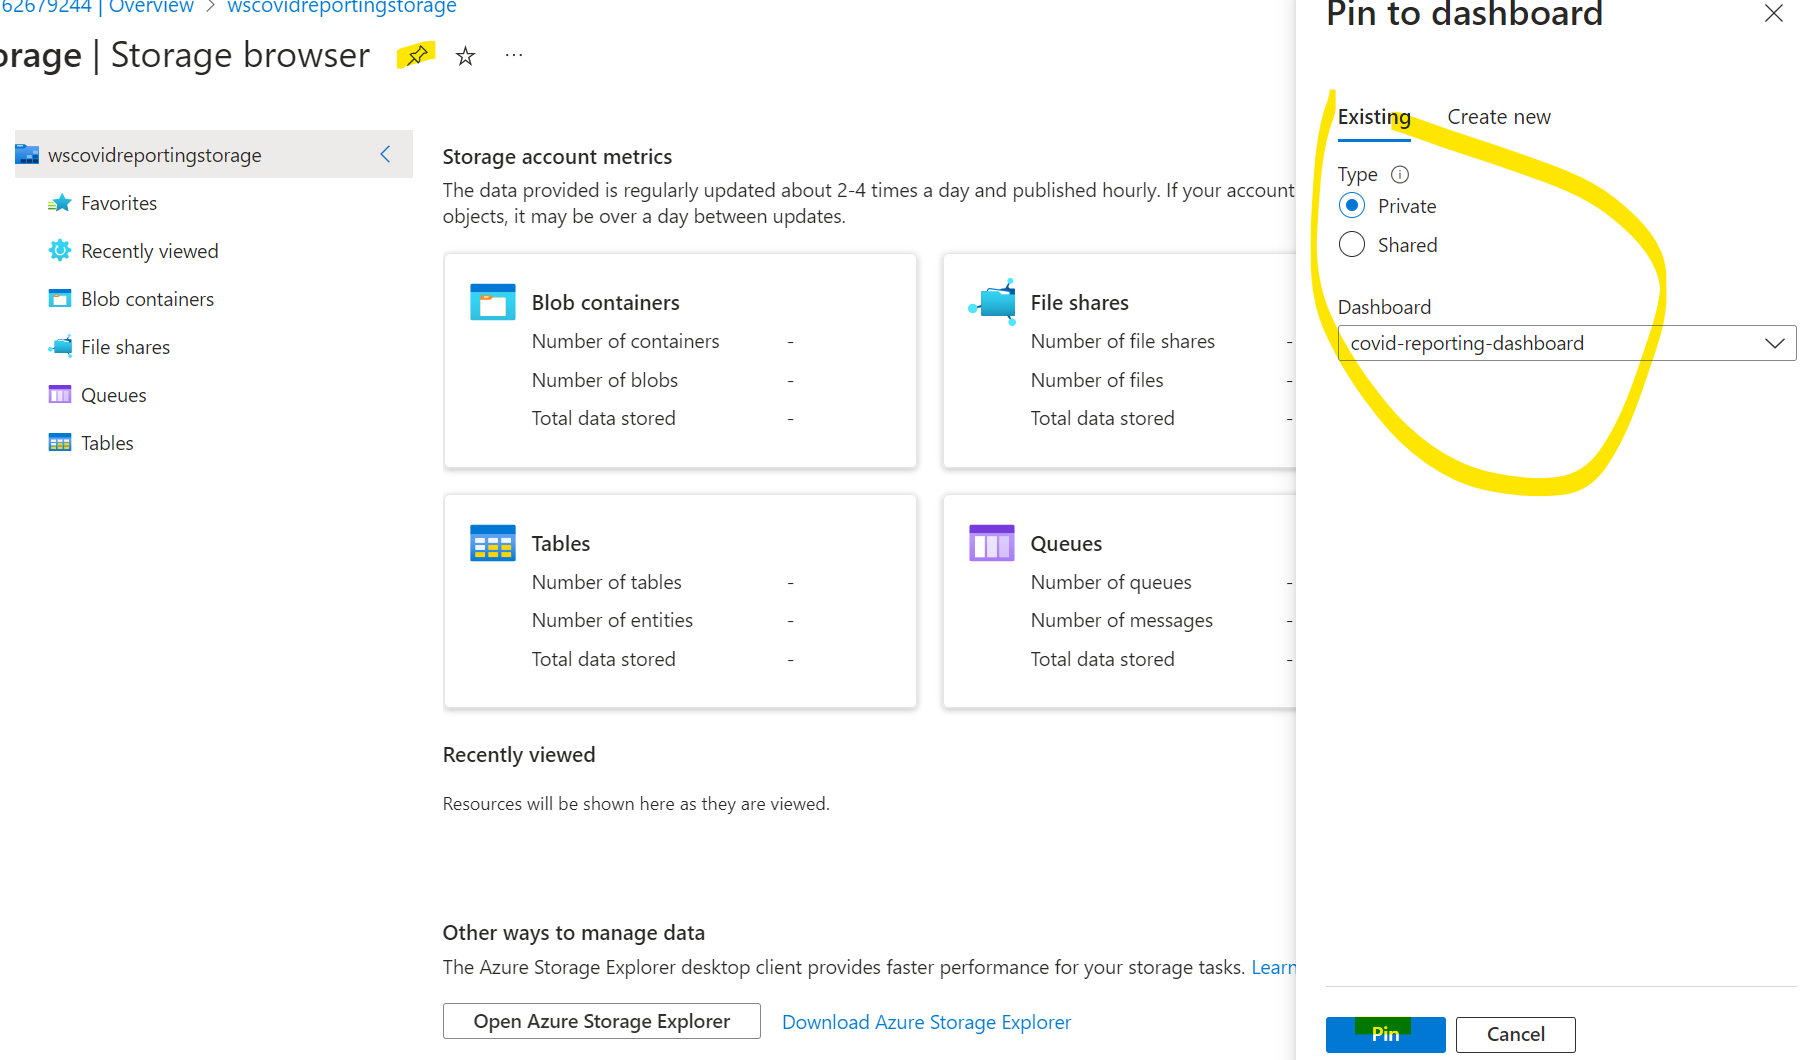 62679244 | Overview > wscovidreportingstorage
orage | Storage browser
wscovidreportingstorage
Favorites
Recently viewed
Blob containers
File shares
Queues
Tables
Storage account metrics
The data provided is regularly updated about 2-4 times a day and published hourly. If your account
objects, it may be over a day between updates.
Blob containers
Number of containers -
Number of blobs -
Total data stored -
File shares
Number of file shares -
Number of files -
Total data stored -
Tables
Number of tables -
Number of entities -
Total data stored -
Queues
Number of queues -
Number of messages -
Total data stored -
Recently viewed
Resources will be shown here as they are viewed.
Other ways to manage data
The Azure Storage Explorer desktop client provides faster performance for your storage tasks. Learn
Open Azure Storage Explorer
Download Azure Storage Explorer
Pin to dashboard
Existing
Create new
Type
Private
Shared
Dashboard
covid-reporting-dashboard
Pin
Cancel